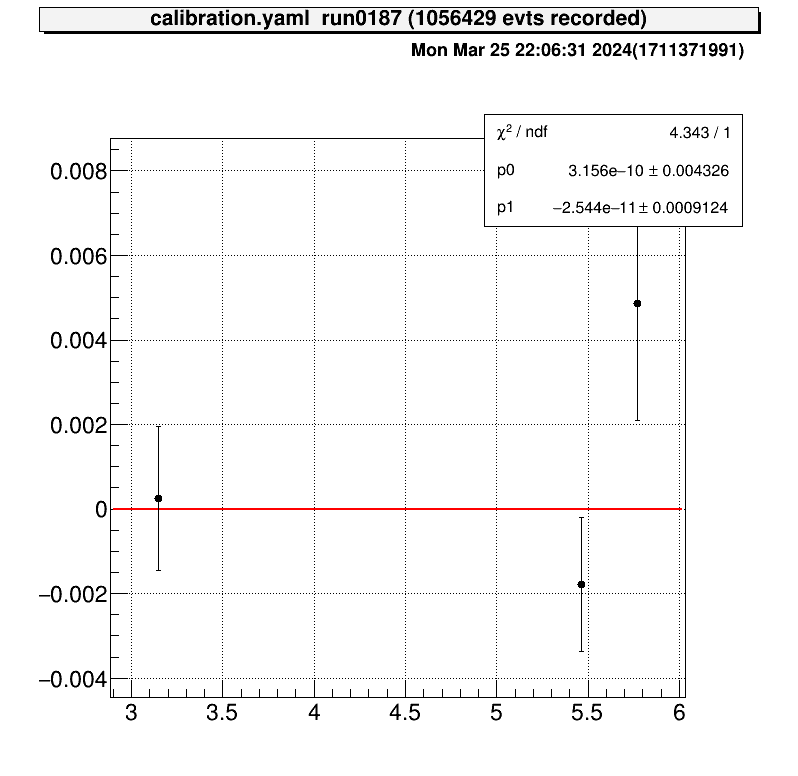 calibration.yaml run0187 (1056429 evts recorded)
Mon Mar 25 22:06:31 2024(1711371991)
χ² / ndf 4.343 / 1
p0 3.156e−10 ± 0.004326
p1 −2.544e−11 ± 0.0009124
0.008
0.006
0.004
0.002
0
−0.002
−0.004
3 3.5 4 4.5 5 5.5 6